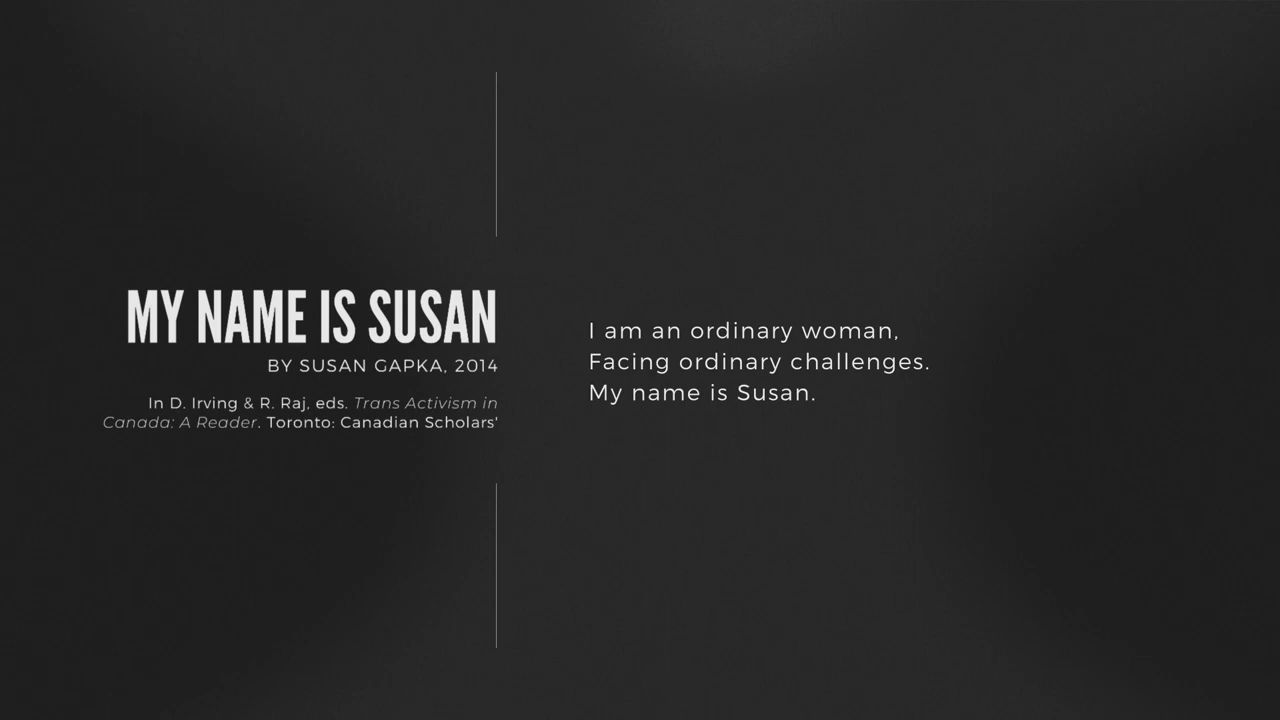 MY NAME IS SUSAN
BY SUSAN GAPKA, 2014
In D. Irving & R. Raj, eds. Trans Activism in
Canada: A Reader. Toronto: Canadian Scholars'
I am an ordinary woman,
Facing ordinary challenges.
My name is Susan.